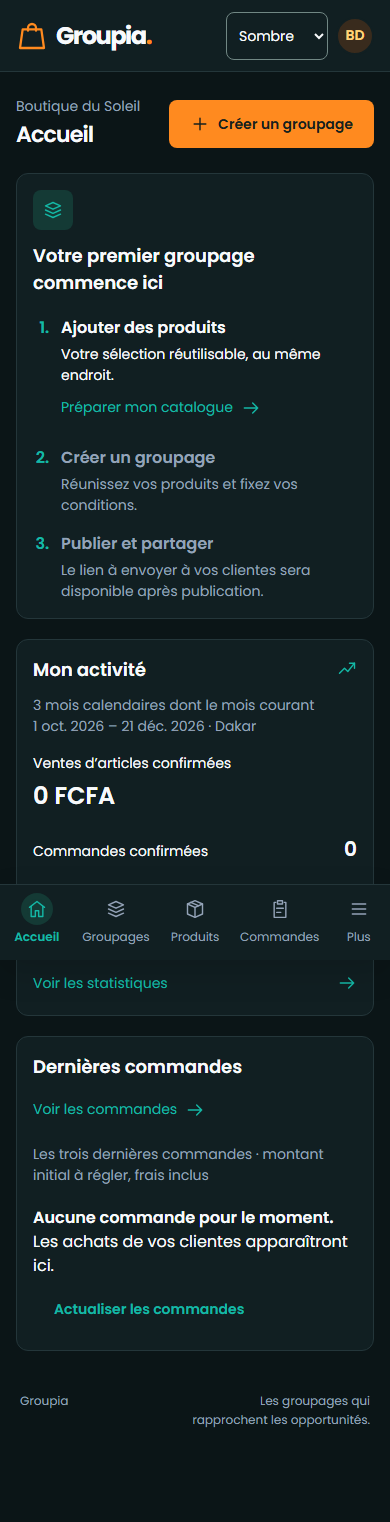 Groupia.
Sombre
BD
Boutique du Soleil
Accueil
Créer un groupage
Votre premier groupage
commence ici
1. Ajouter des produits
Votre sélection réutilisable, au même
endroit.
Préparer mon catalogue
2. Créer un groupage
Réunissez vos produits et fixez vos
conditions.
3. Publier et partager
Le lien à envoyer à vos clientes sera
disponible après publication.
Mon activité
3 mois calendaires dont le mois courant
1 oct. 2026 – 21 déc. 2026 · Dakar
Ventes d’articles confirmées
0 FCFA
Commandes confirmées 0
Accueil Groupages Produits Commandes Plus
Voir les statistiques
Dernières commandes
Voir les commandes
Les trois dernières commandes · montant
initial à régler, frais inclus
Aucune commande pour le moment.
Les achats de vos clientes apparaîtront
ici.
Actualiser les commandes
Groupia Les groupages qui
rapprochent les opportunités.